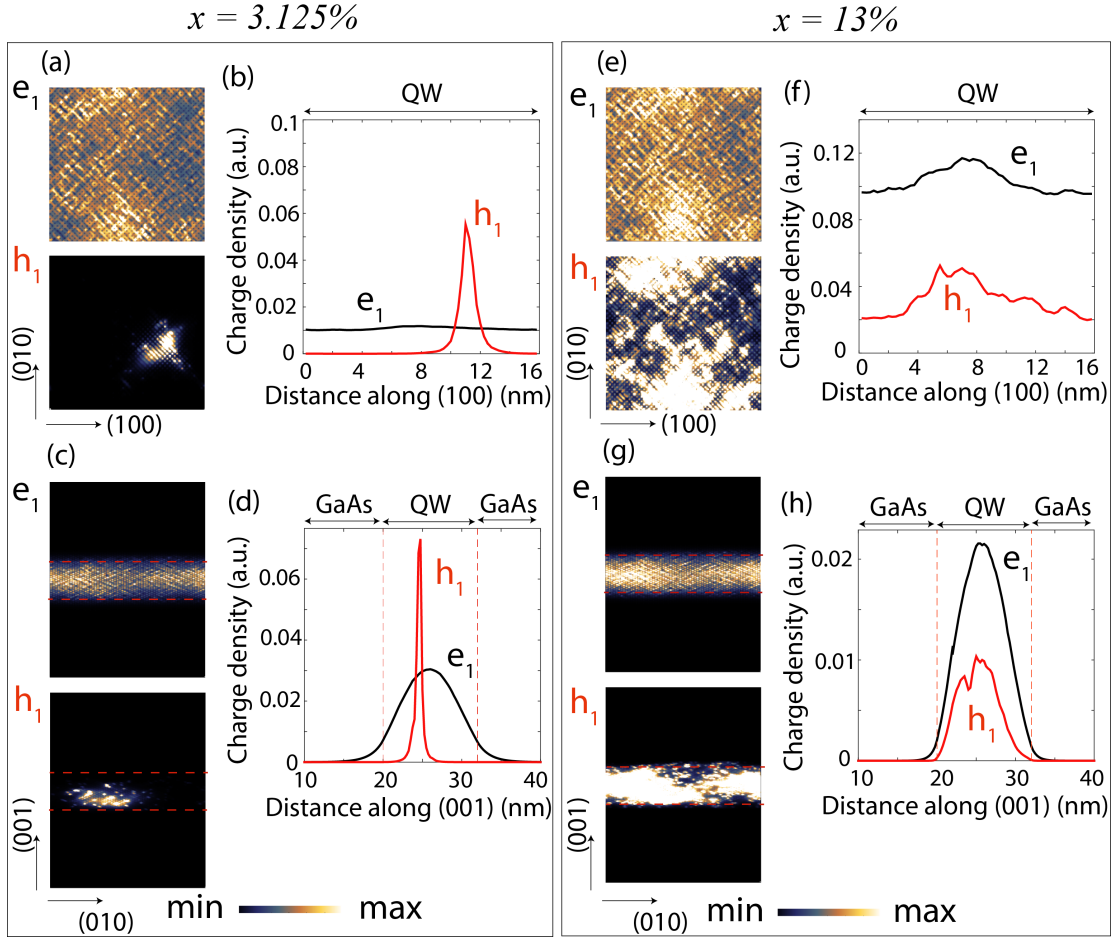 x = 3.125%
x = 13%
(a)
e1
h1
(010)
(100)
(b)
QW
0.1
0.08
0.06
0.04
0.02
0
Charge density (a.u.)
h1
e1
0 4 8 12 16
Distance along (100) (nm)
(c)
e1
h1
(001)
(010)
(d)
GaAs QW GaAs
0.06
0.04
0.02
0
Charge density (a.u.)
h1
e1
10 20 30 40
Distance along (001) (nm)
min max
(e)
e1
h1
(010)
(100)
(f)
QW
0.12
0.08
0.04
0
Charge density (a.u.)
e1
h1
0 4 8 12 16
Distance along (100) (nm)
(g)
e1
h1
(001)
(010)
(h)
GaAs QW GaAs
0.02
0.01
0
Charge density (a.u.)
e1
h1
10 20 30 40
Distance along (001) (nm)
min max